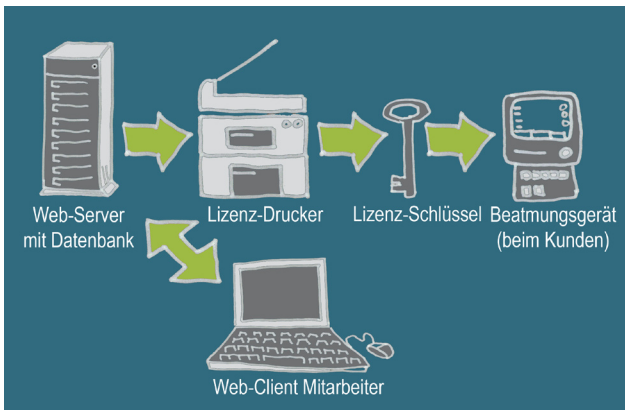 Web-Server
mit Datenbank
Lizenz-Drucker
Lizenz-Schlüssel
Beatmungsgerät
(beim Kunden)
Web-Client Mitarbeiter